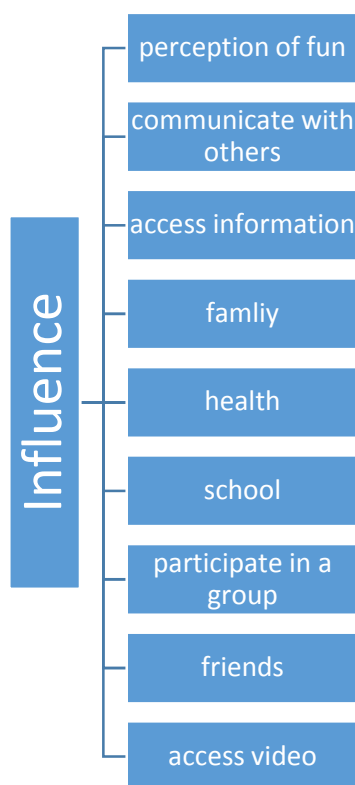 Influence
perception of fun
communicate with
others
access information
famliy
health
school
participate in a
group
friends
access video